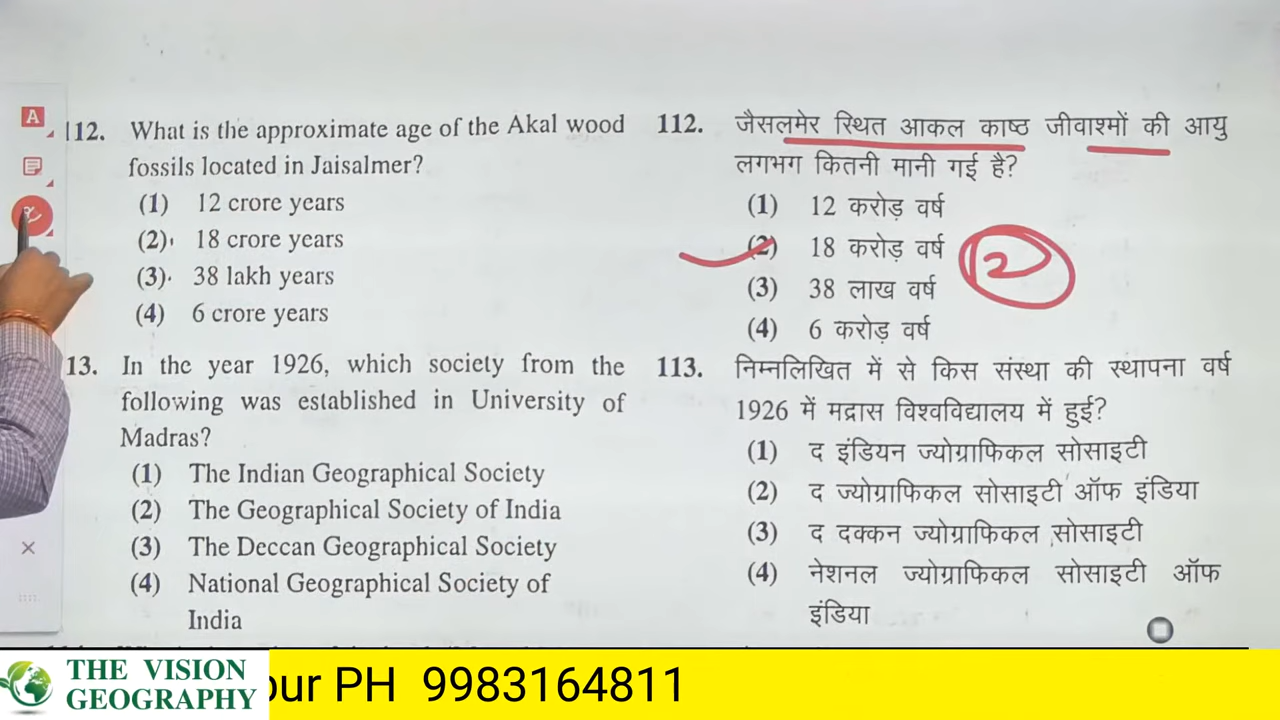 A
112. What is the approximate age of the Akal wood
fossils located in Jaisalmer?
(1) 12 crore years
(2) 18 crore years
(3) 38 lakh years
(4) 6 crore years
13. In the year 1926, which society from the
following was established in University of
Madras?
(1) The Indian Geographical Society
(2) The Geographical Society of India
(3) The Deccan Geographical Society
(4) National Geographical Society of
India
112. जैसलमेर स्थित आकल काष्ठ जीवाश्मों की आयु
लगभग कितनी मानी गई है?
(1) 12 करोड़ वर्ष
(2) 18 करोड़ वर्ष
2
(3) 38 लाख वर्ष
(4) 6 करोड़ वर्ष
113. निम्नलिखित में से किस संस्था की स्थापना वर्ष
1926 में मद्रास विश्वविद्यालय में हुई?
(1) द इंडियन ज्योग्राफिकल सोसाइटी
(2) द ज्योग्राफिकल सोसाइटी ऑफ इंडिया
(3) द दक्कन ज्योग्राफिकल सोसाइटी
(4) नेशनल ज्योग्राफिकल सोसाइटी ऑफ
इंडिया
THE VISION
GEOGRAPHY
our PH 9983164811